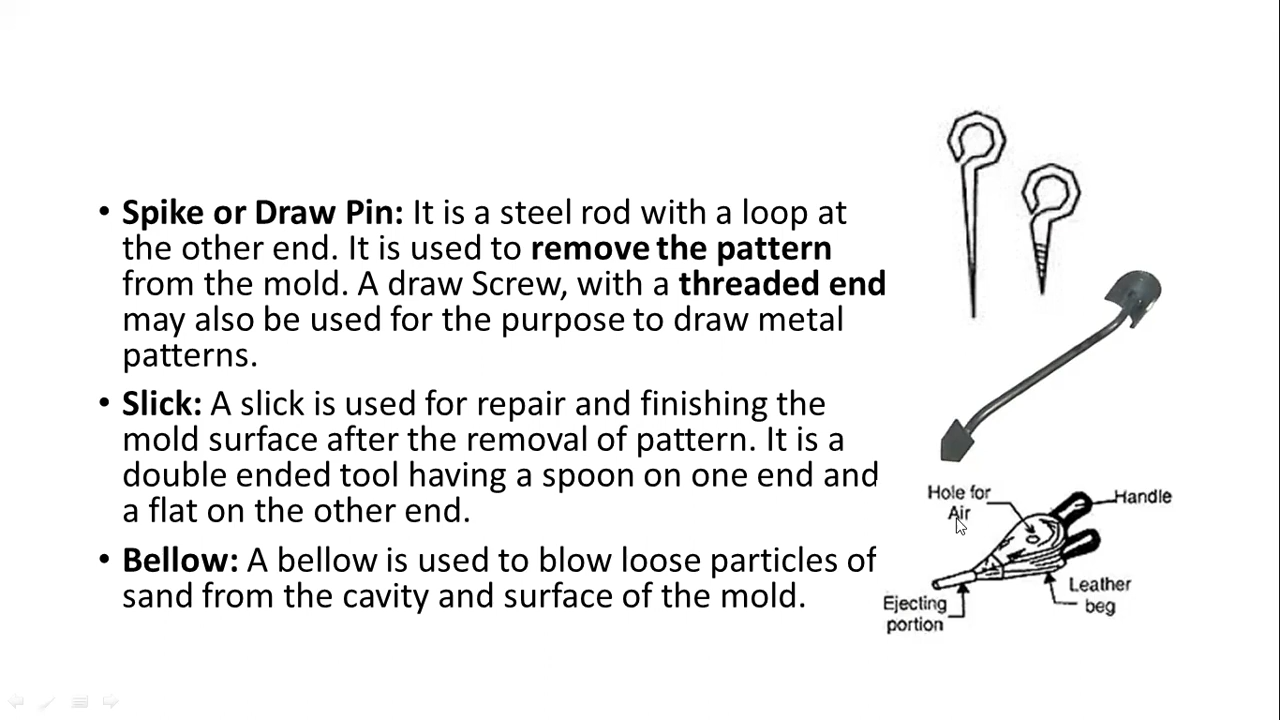 • Spike or Draw Pin: It is a steel rod with a loop at
the other end. It is used to remove the pattern
from the mold. A draw Screw, with a threaded end
may also be used for the purpose to draw metal
patterns.
• Slick: A slick is used for repair and finishing the
mold surface after the removal of pattern. It is a
double ended tool having a spoon on one end and
a flat on the other end.
• Bellow: A bellow is used to blow loose particles of
sand from the cavity and surface of the mold.
Hole for
Air
Handle
Leather
beg
Ejecting
portion